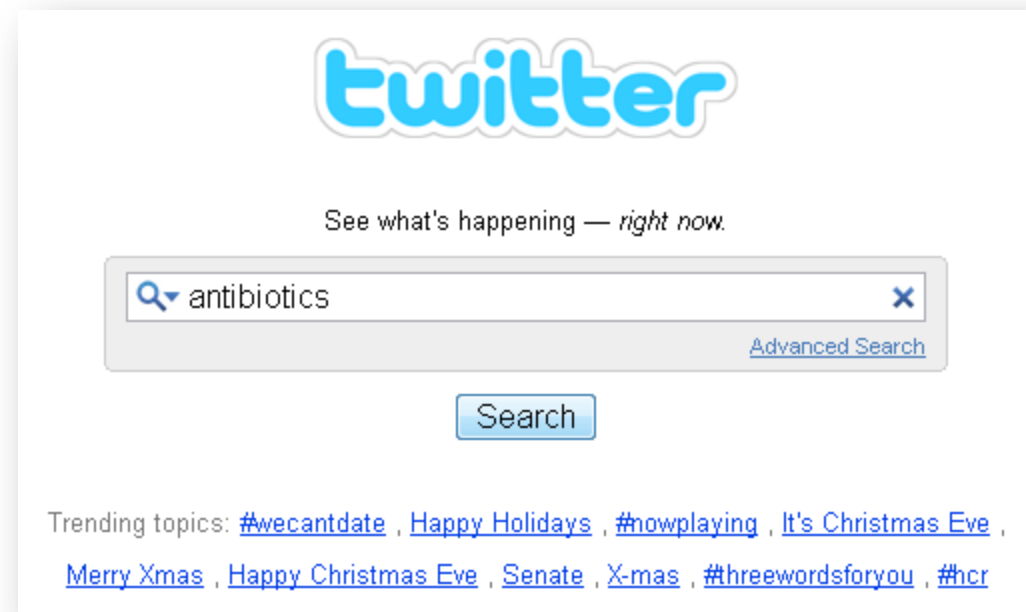 twitter
See what's happening — right now.
antibiotics
Advanced Search
Search
Trending topics: #wecantdate , Happy Holidays , #nowplaying , It's Christmas Eve ,
Merry Xmas , Happy Christmas Eve , Senate , X-mas , #threewordsforyou , #hcr